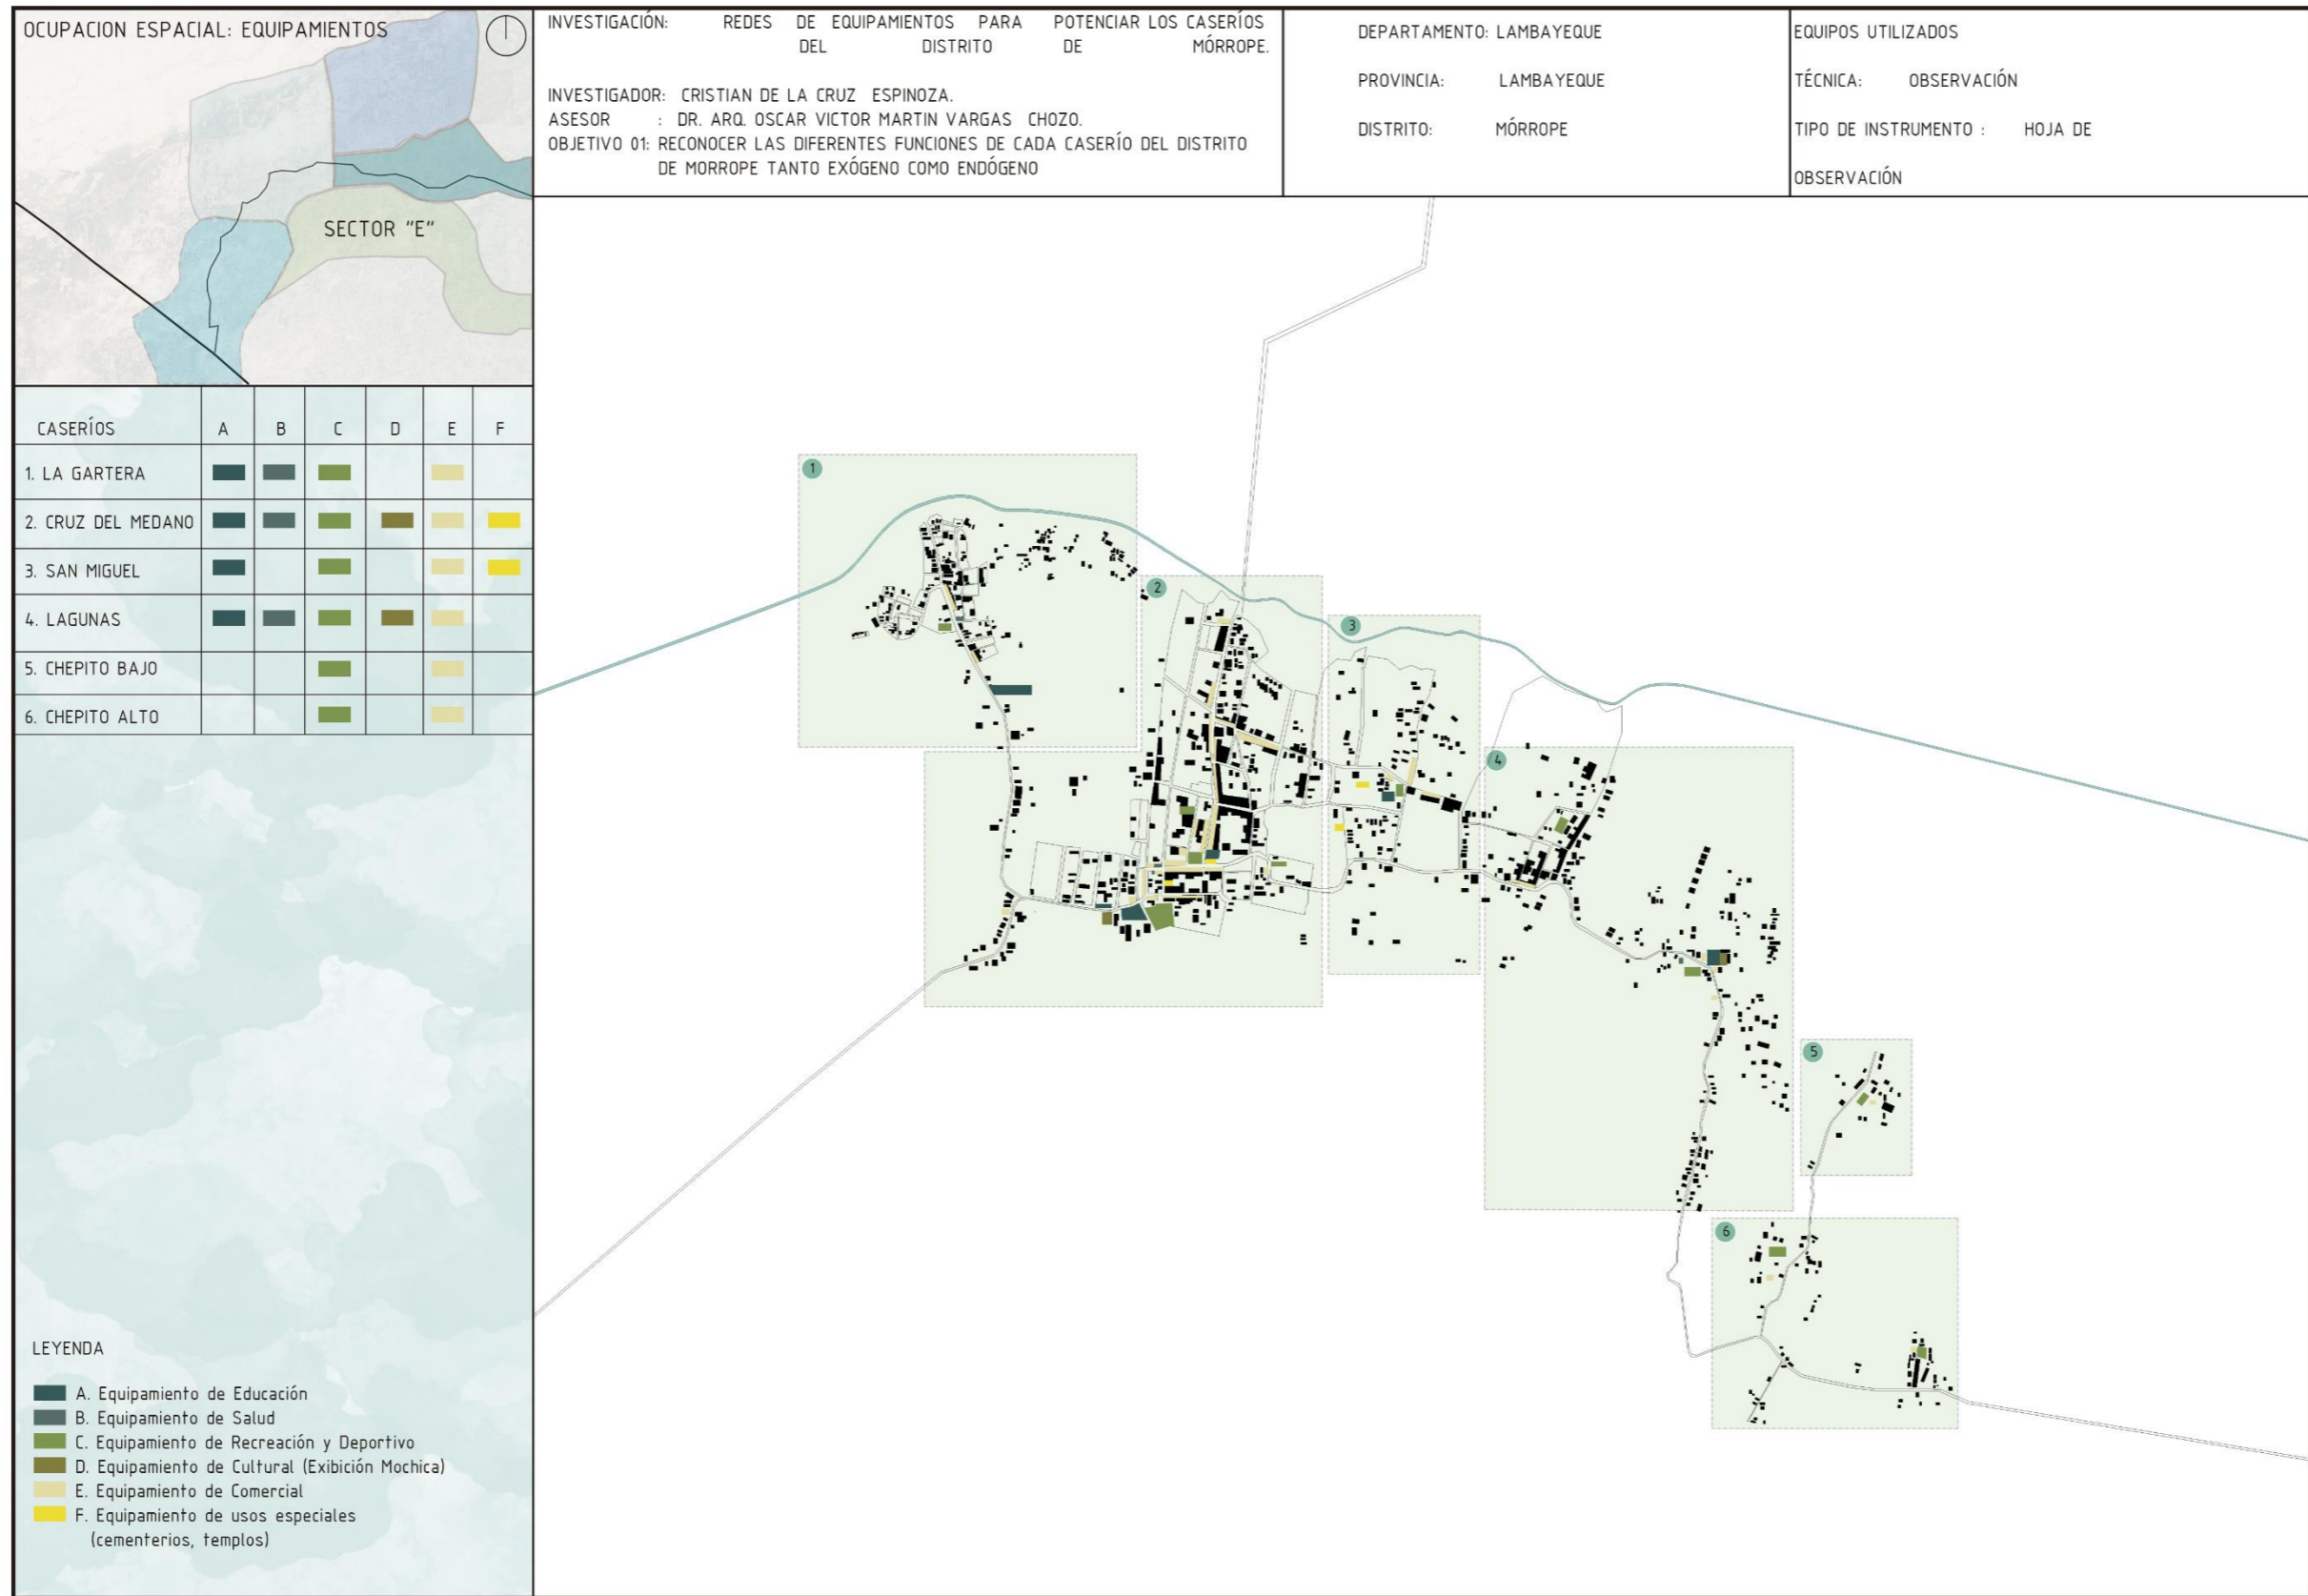 OCUPACION ESPACIAL: EQUIPAMIENTOS
SECTOR "E"
INVESTIGACIÓN: REDES DE EQUIPAMIENTOS PARA POTENCIAR LOS CASERÍOS
DEL DISTRITO DE MÓRROPE.
INVESTIGADOR: CRISTIAN DE LA CRUZ ESPINOZA.
ASESOR : DR. ARQ. OSCAR VICTOR MARTIN VARGAS CHOZO.
OBJETIVO 01: RECONOCER LAS DIFERENTES FUNCIONES DE CADA CASERÍO DEL DISTRITO
DE MORROPE TANTO EXÓGENO COMO ENDÓGENO
DEPARTAMENTO: LAMBAYEQUE
PROVINCIA: LAMBAYEQUE
DISTRITO: MÓRROPE
EQUIPOS UTILIZADOS
TÉCNICA: OBSERVACIÓN
TIPO DE INSTRUMENTO : HOJA DE
OBSERVACIÓN
CASERÍOS A B C D E F
1. LA GARTERA
2. CRUZ DEL MEDANO
3. SAN MIGUEL
4. LAGUNAS
5. CHEPITO BAJO
6. CHEPITO ALTO
1
2
3
4
5
6
LEYENDA
A. Equipamiento de Educación
B. Equipamiento de Salud
C. Equipamiento de Recreación y Deportivo
D. Equipamiento de Cultural (Exibición Mochica)
E. Equipamiento de Comercial
F. Equipamiento de usos especiales
(cementerios, templos)